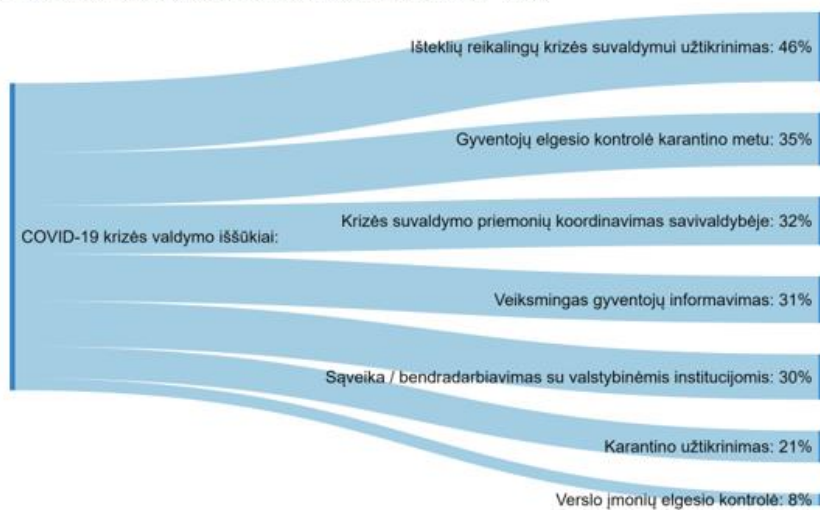 Išteklių reikalingų krizės suvaldymui užtikrinimas: 46%
Gyventojų elgesio kontrolė karantino metu: 35%
Krizės suvaldymo priemonių koordinavimas savivaldybėje: 32%
COVID-19 krizės valdymo iššūkiai:
Veiksmingas gyventojų informavimas: 31%
Sąveika / bendradarbiavimas su valstybinėmis institucijomis: 30%
Karantino užtikrinimas: 21%
Verslo įmonių elgesio kontrolė: 8%